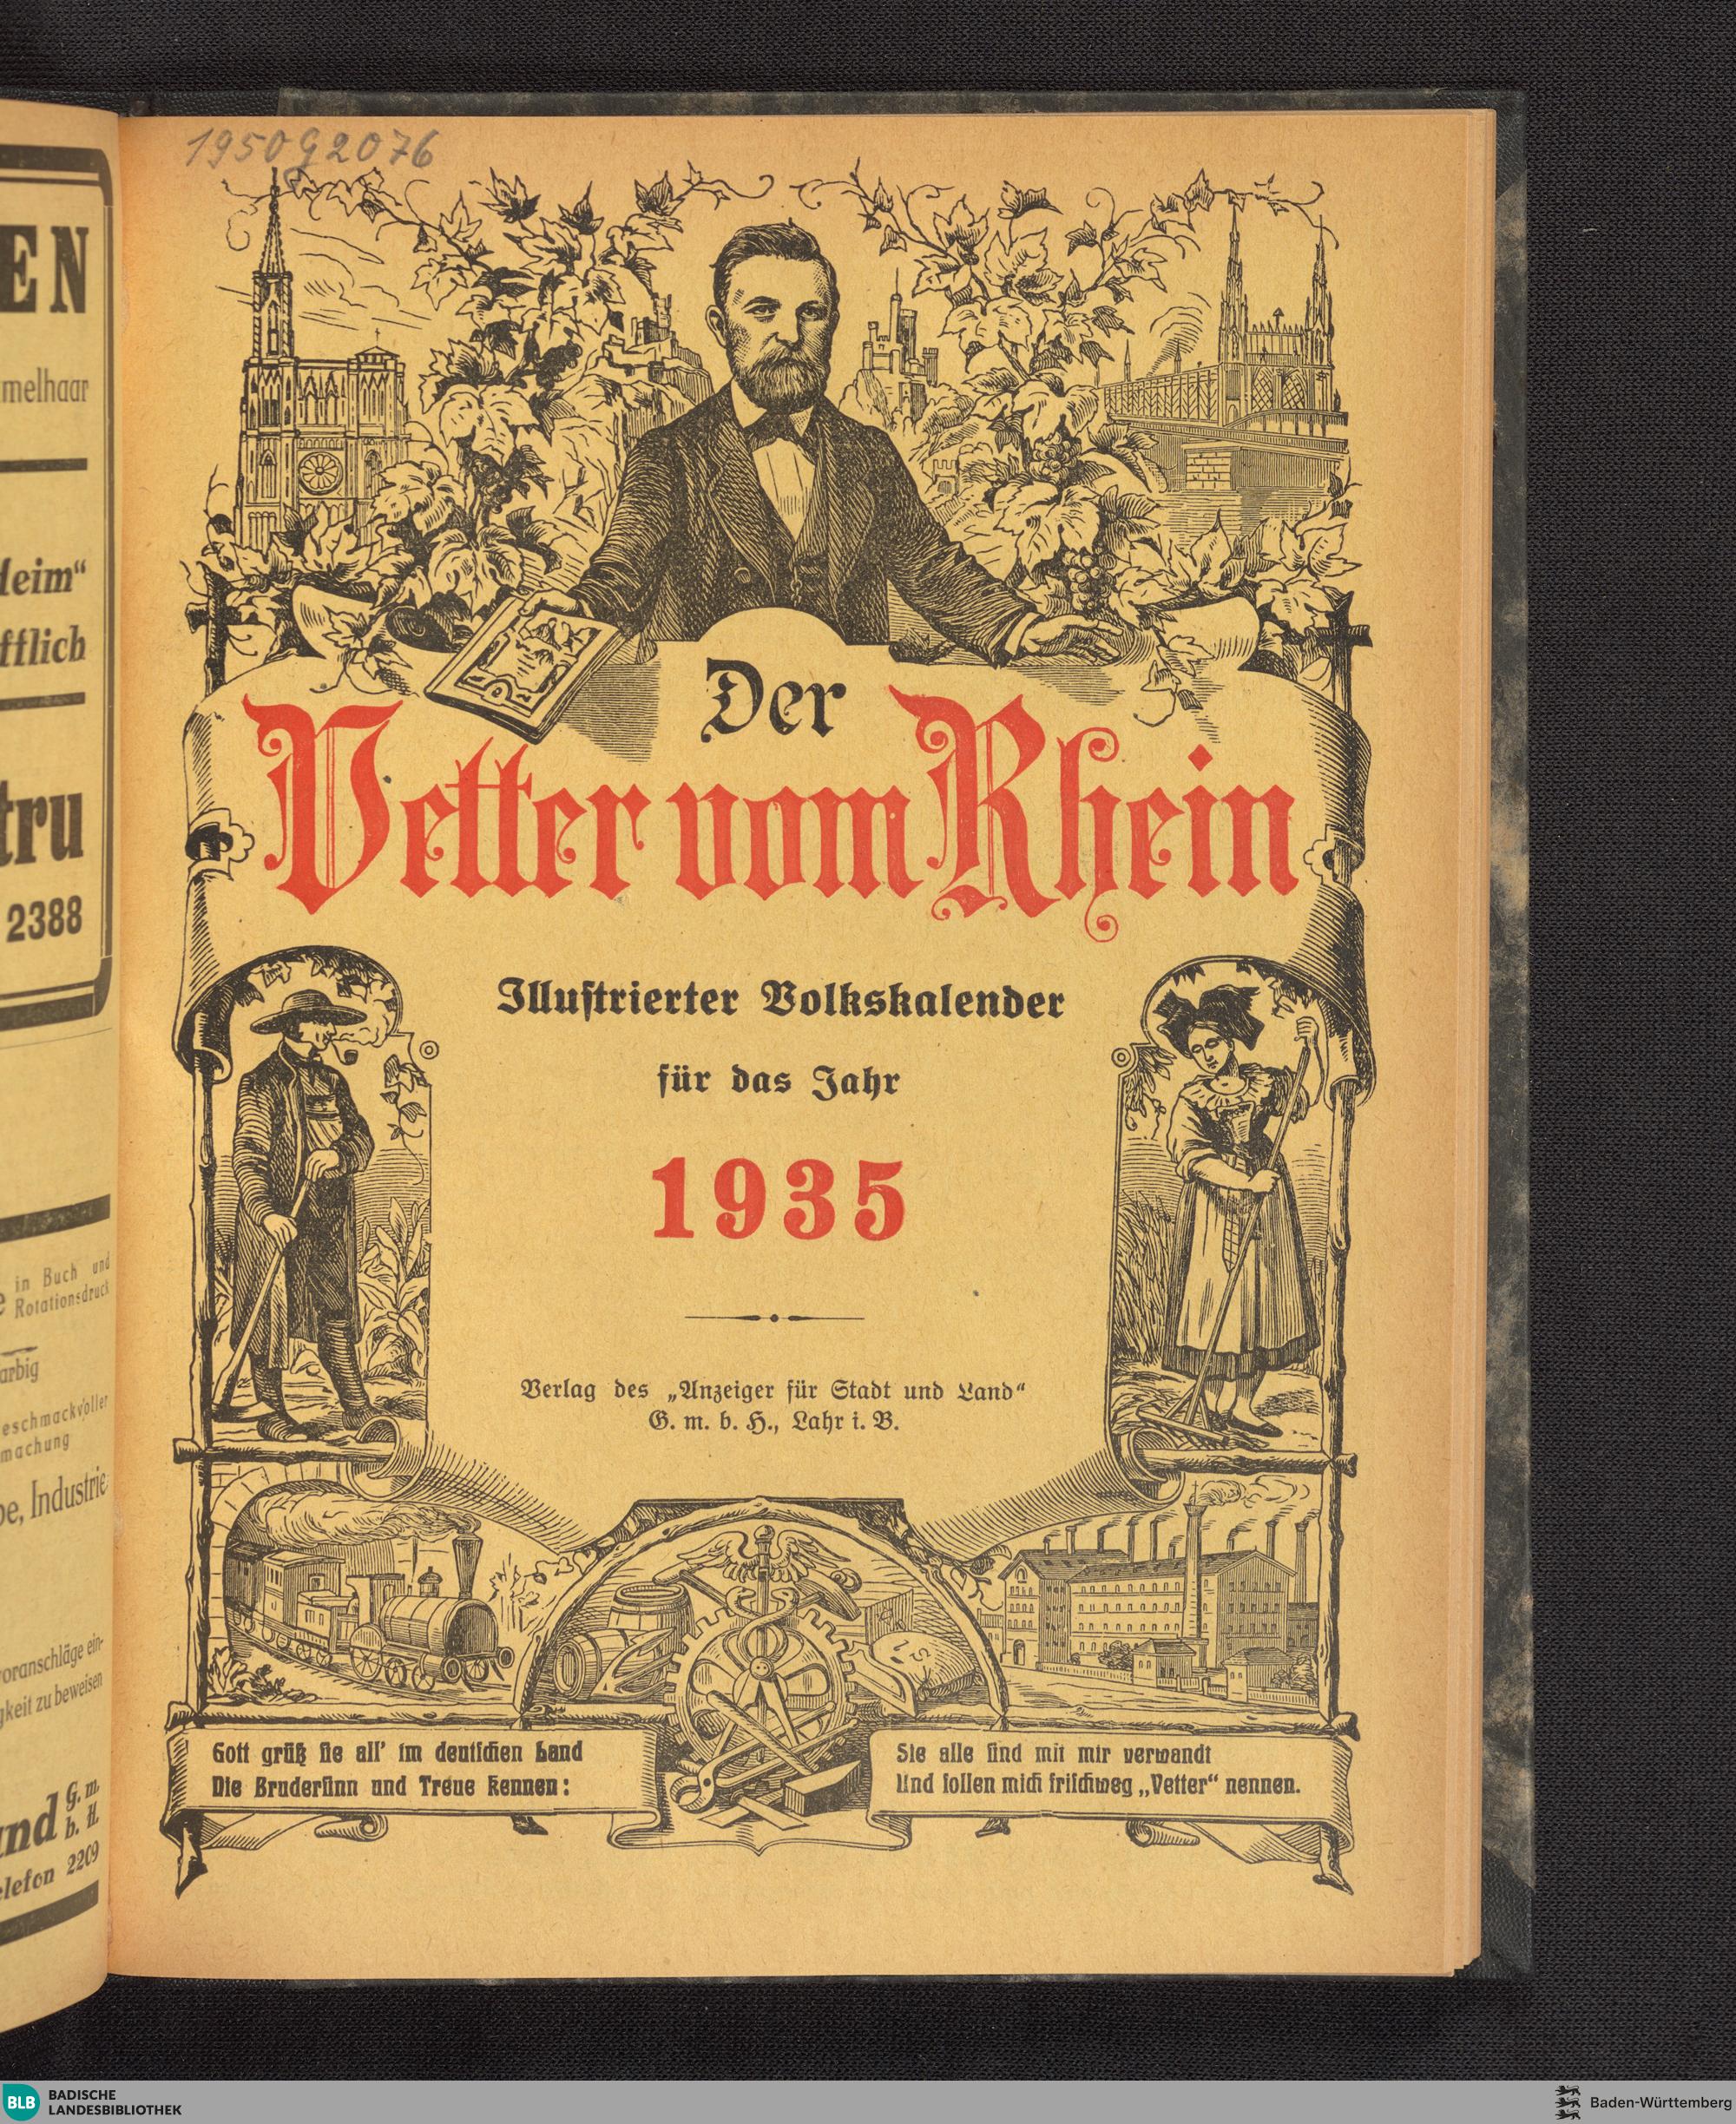 1950 G 2076
EN
melhaar
Heim“
fflich
tru
2388
in Buch und
Rotationsdruck
arbig
eschmackvoller
machung
be, Industrie
voranschläge ein-
gkeit zu beweisen
and G. m.
b. H.
elefon 2209
Der
Vetter vom Rhein
Illustrierter Volkskalender
für das Jahr
1935
Verlag des „Anzeiger für Stadt und Land“
G. m. b. H., Lahr i. B.
Gott grüß sie all' im deutschen Land
Die Brudersinn und Treue kennen:
Sie alle sind mit mir verwandt
Und sollen mich frischweg „Vetter“ nennen.
BLB BADISCHE
LANDESBIBLIOTHEK
Baden-Württemberg